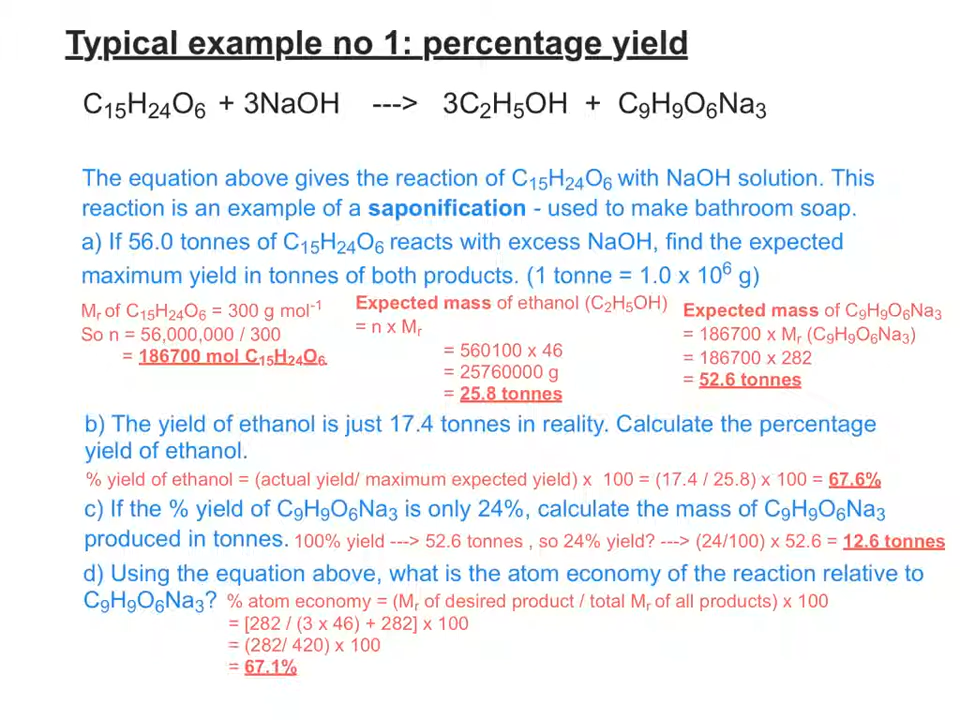 Typical example no 1: percentage yield
C₁₅H₂₄O₆ + 3NaOH ---> 3C₂H₅OH + C₉H₉O₆Na₃
The equation above gives the reaction of C₁₅H₂₄O₆ with NaOH solution. This
reaction is an example of a saponification - used to make bathroom soap.
a) If 56.0 tonnes of C₁₅H₂₄O₆ reacts with excess NaOH, find the expected
maximum yield in tonnes of both products. (1 tonne = 1.0 x 10⁶ g)
Mᵣ of C₁₅H₂₄O₆ = 300 g mol⁻¹
So n = 56,000,000 / 300
= 186700 mol C₁₅H₂₄O₆.
Expected mass of ethanol (C₂H₅OH)
= n x Mᵣ
= 560100 x 46
= 25760000 g
= 25.8 tonnes
Expected mass of C₉H₉O₆Na₃
= 186700 x Mᵣ (C₉H₉O₆Na₃)
= 186700 x 282
= 52.6 tonnes
b) The yield of ethanol is just 17.4 tonnes in reality. Calculate the percentage
yield of ethanol.
% yield of ethanol = (actual yield/ maximum expected yield) x 100 = (17.4 / 25.8) x 100 = 67.6%
c) If the % yield of C₉H₉O₆Na₃ is only 24%, calculate the mass of C₉H₉O₆Na₃
produced in tonnes. 100% yield ---> 52.6 tonnes , so 24% yield? ---> (24/100) x 52.6 = 12.6 tonnes
d) Using the equation above, what is the atom economy of the reaction relative to
C₉H₉O₆Na₃? % atom economy = (Mᵣ of desired product / total Mᵣ of all products) x 100
= [282 / (3 x 46) + 282] x 100
= (282/ 420) x 100
= 67.1%